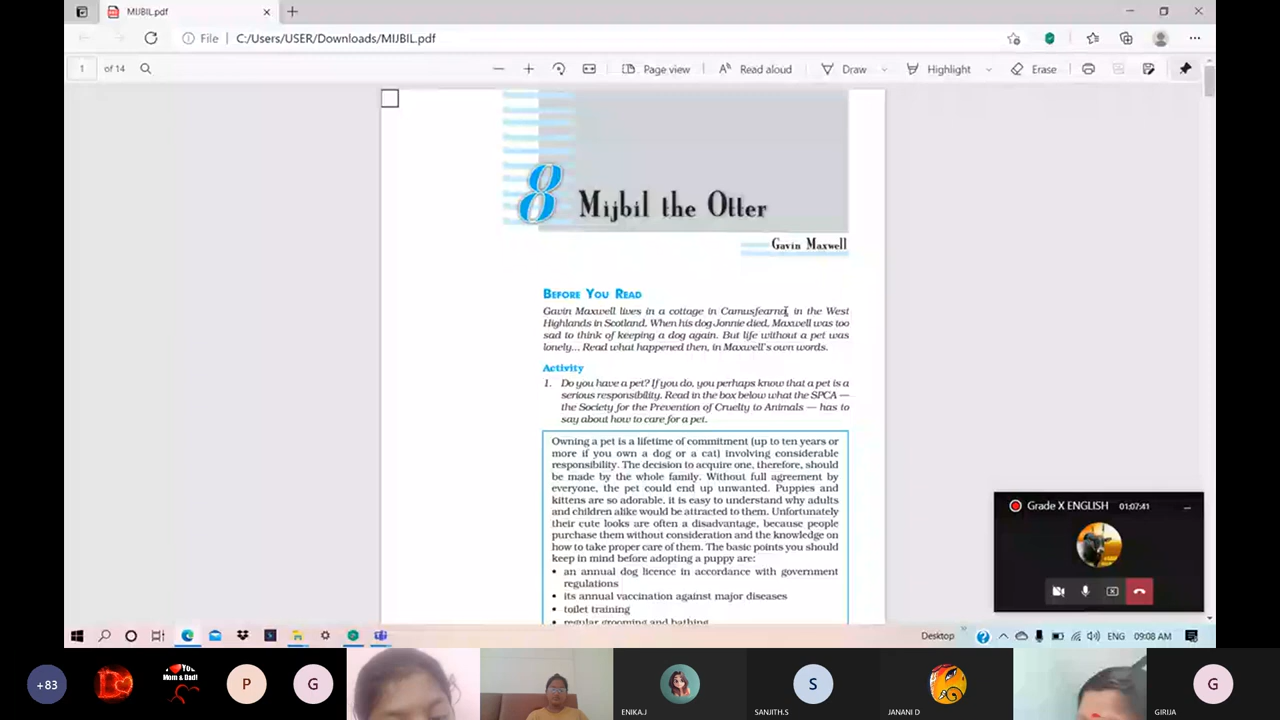 MIJBIL.pdf
File
C:/Users/USER/Downloads/MIJBIL.pdf
1
of 14
Page view
Read aloud
Draw
Highlight
Erase
8
Mijbil the Otter
Gavin Maxwell
BEFORE YOU READ
Gavin Maxwell lives in a cottage in Camusfearna, in the West
Highlands in Scotland. When his dog Jonnie died, Maxwell was too
sad to think of keeping a dog again. But life without a pet was
lonely... Read what happened then, in Maxwell's own words.
Activity
1. Do you have a pet? If you do, you perhaps know that a pet is a
serious responsibility. Read in the box below what the SPCA —
the Society for the Prevention of Cruelty to Animals — has to
say about how to care for a pet.
Owning a pet is a lifetime of commitment (up to ten years or
more if you own a dog or a cat) involving considerable
responsibility. The decision to acquire one, therefore, should
be made by the whole family. Without full agreement by
everyone, the pet could end up unwanted. Puppies and
kittens are so adorable, it is easy to understand why adults
and children alike would be attracted to them. Unfortunately
their cute looks are often a disadvantage, because people
purchase them without consideration and the knowledge on
how to take proper care of them. The basic points you should
keep in mind before adopting a puppy are:
• an annual dog licence in accordance with government
regulations
• its annual vaccination against major diseases
• toilet training
• regular grooming and bathing
Grade X ENGLISH
01:07:41
Desktop
ENG
09:08 AM
+83
You
Mom & Dad!
P
G
ENIKA.J
S
SANJITH.S
JANANI D
G
GIRIJA